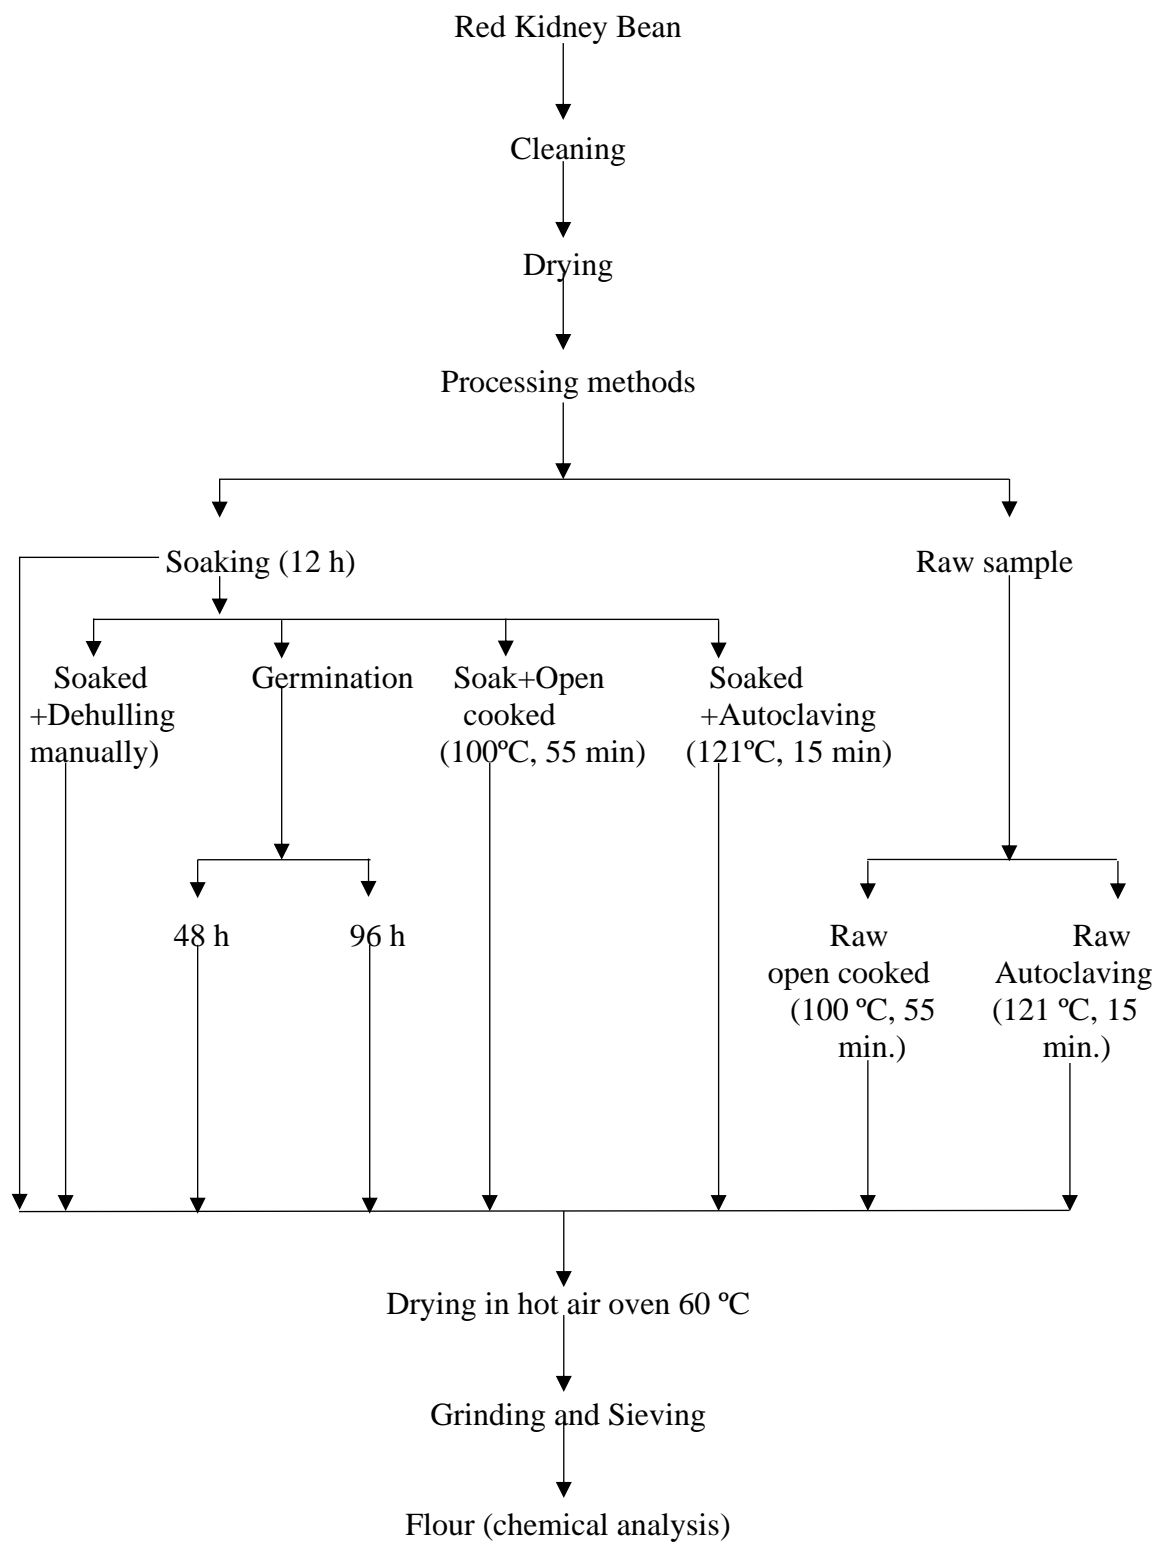 Red Kidney Bean
Cleaning
Drying
Processing methods
Soaking (12 h)
Raw sample
Soaked
+Dehulling
manually)
Germination
Soak+Open
cooked
(100ºC, 55 min)
Soaked
+Autoclaving
(121ºC, 15 min)
48 h
96 h
Raw
open cooked
(100 ºC, 55
min.)
Raw
Autoclaving
(121 ºC, 15
min.)
Drying in hot air oven 60 ºC
Grinding and Sieving
Flour (chemical analysis)